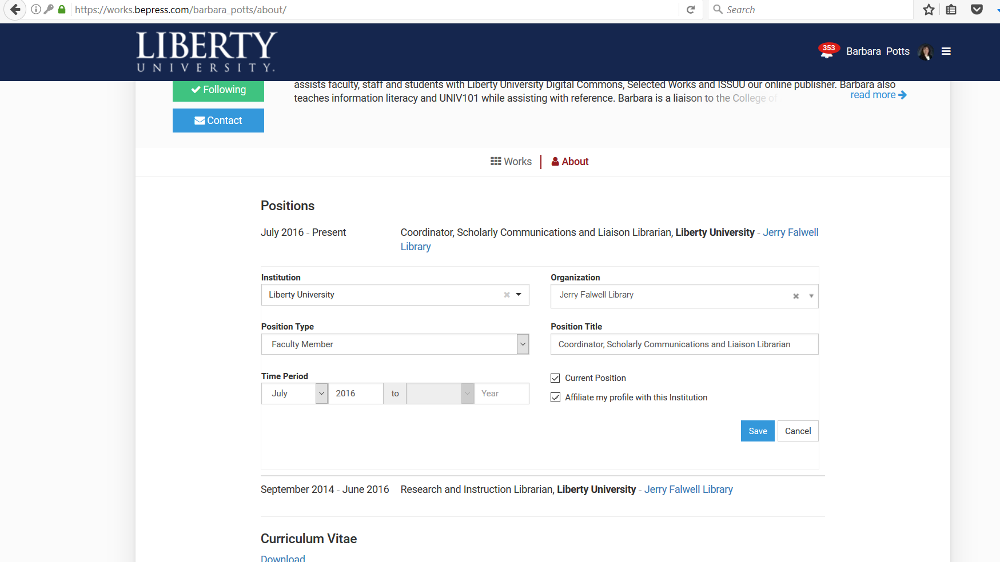 https://works.bepress.com/barbara_potts/about/
Search
LIBERTY
UNIVERSITY.
353
Barbara Potts
Following
assists faculty, staff and students with Liberty University Digital Commons, Selected Works and ISSUU our online publisher. Barbara also
teaches information literacy and UNIV101 while assisting with reference. Barbara is a liaison to the College of
read more
Contact
Works
About
Positions
July 2016 - Present
Coordinator, Scholarly Communications and Liaison Librarian, Liberty University - Jerry Falwell
Library
Institution
Organization
Liberty University
Jerry Falwell Library
Position Type
Position Title
Faculty Member
Coordinator, Scholarly Communications and Liaison Librarian
Time Period
Current Position
July
2016
to
Year
Affiliate my profile with this Institution
Save
Cancel
September 2014 - June 2016
Research and Instruction Librarian, Liberty University - Jerry Falwell Library
Curriculum Vitae
Download